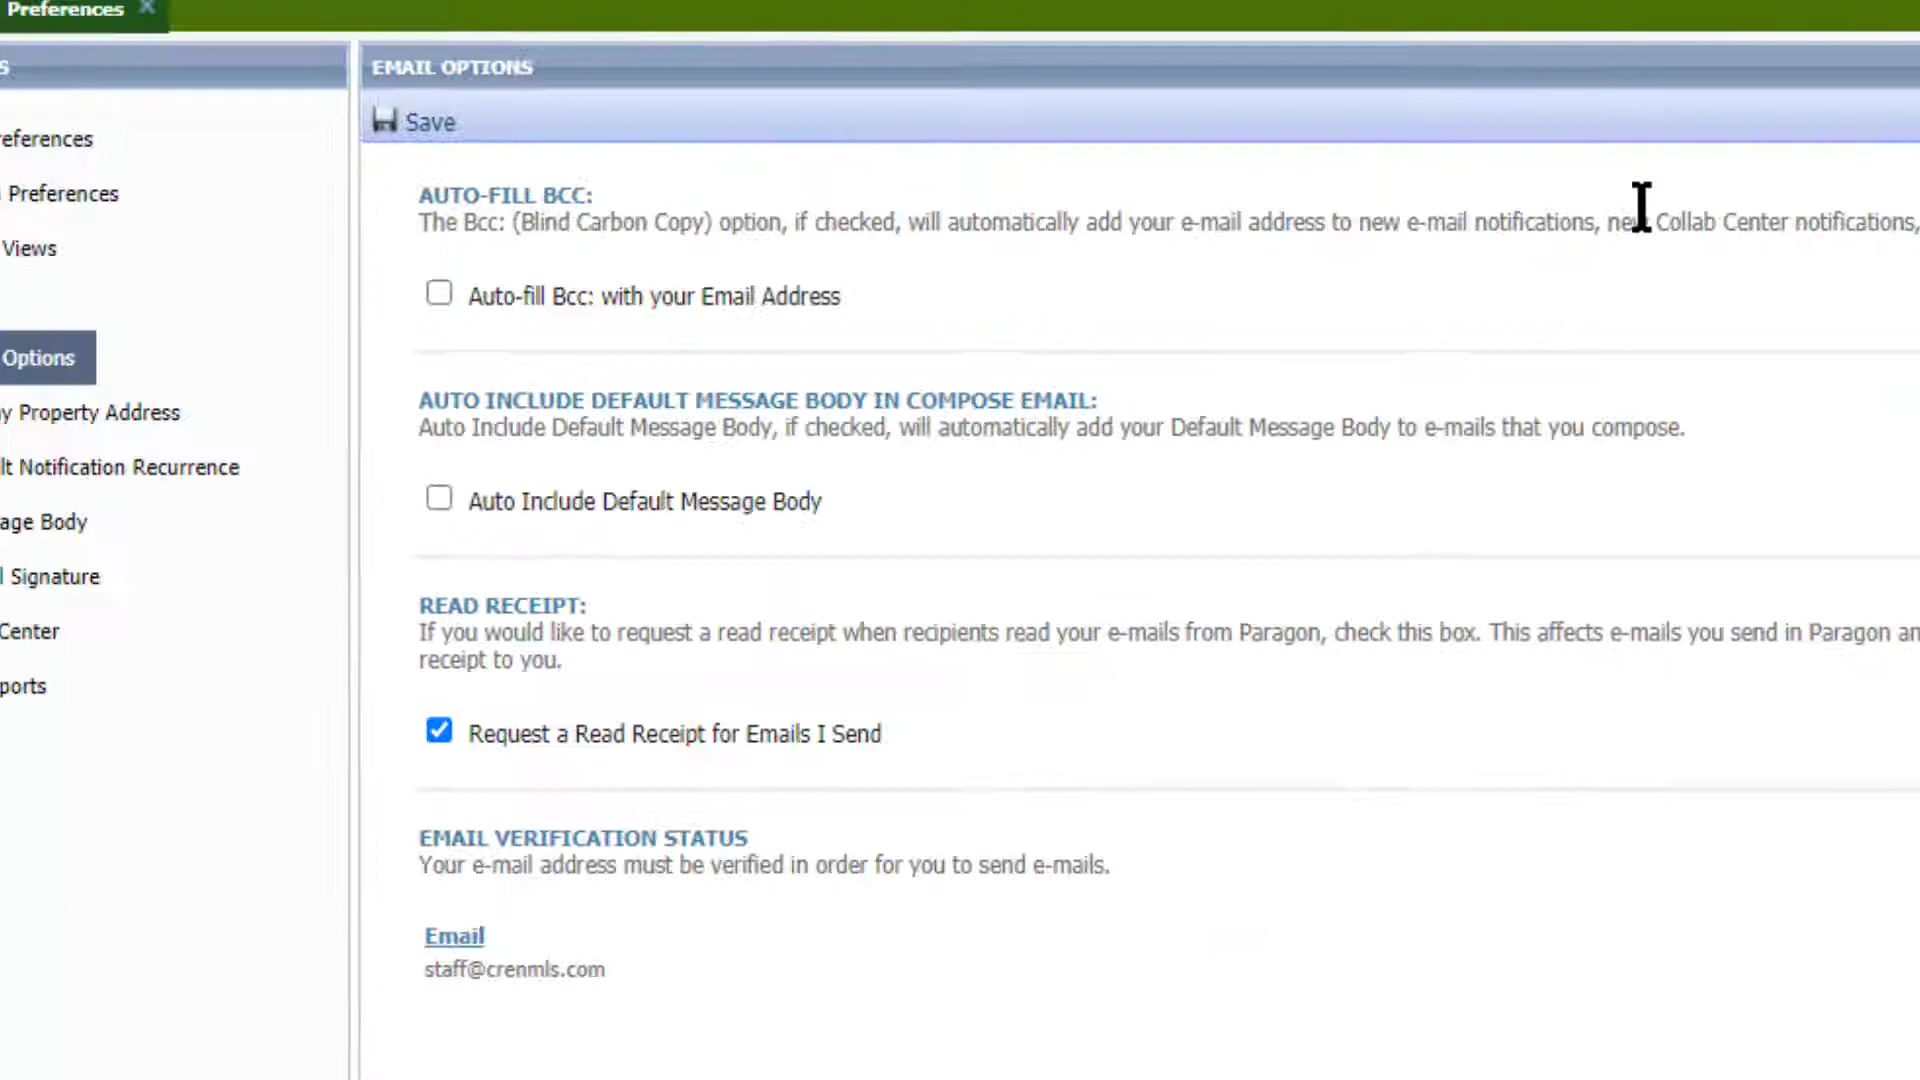 Preferences
S
EMAIL OPTIONS
Save
eferences
Preferences
Views
Options
y Property Address
lt Notification Recurrence
age Body
l Signature
Center
ports
AUTO-FILL BCC:
The Bcc: (Blind Carbon Copy) option, if checked, will automatically add your e-mail address to new e-mail notifications, new Collab Center notifications,
Auto-fill Bcc: with your Email Address
AUTO INCLUDE DEFAULT MESSAGE BODY IN COMPOSE EMAIL:
Auto Include Default Message Body, if checked, will automatically add your Default Message Body to e-mails that you compose.
Auto Include Default Message Body
READ RECEIPT:
If you would like to request a read receipt when recipients read your e-mails from Paragon, check this box. This affects e-mails you send in Paragon an
receipt to you.
Request a Read Receipt for Emails I Send
EMAIL VERIFICATION STATUS
Your e-mail address must be verified in order for you to send e-mails.
Email
staff@crenmls.com